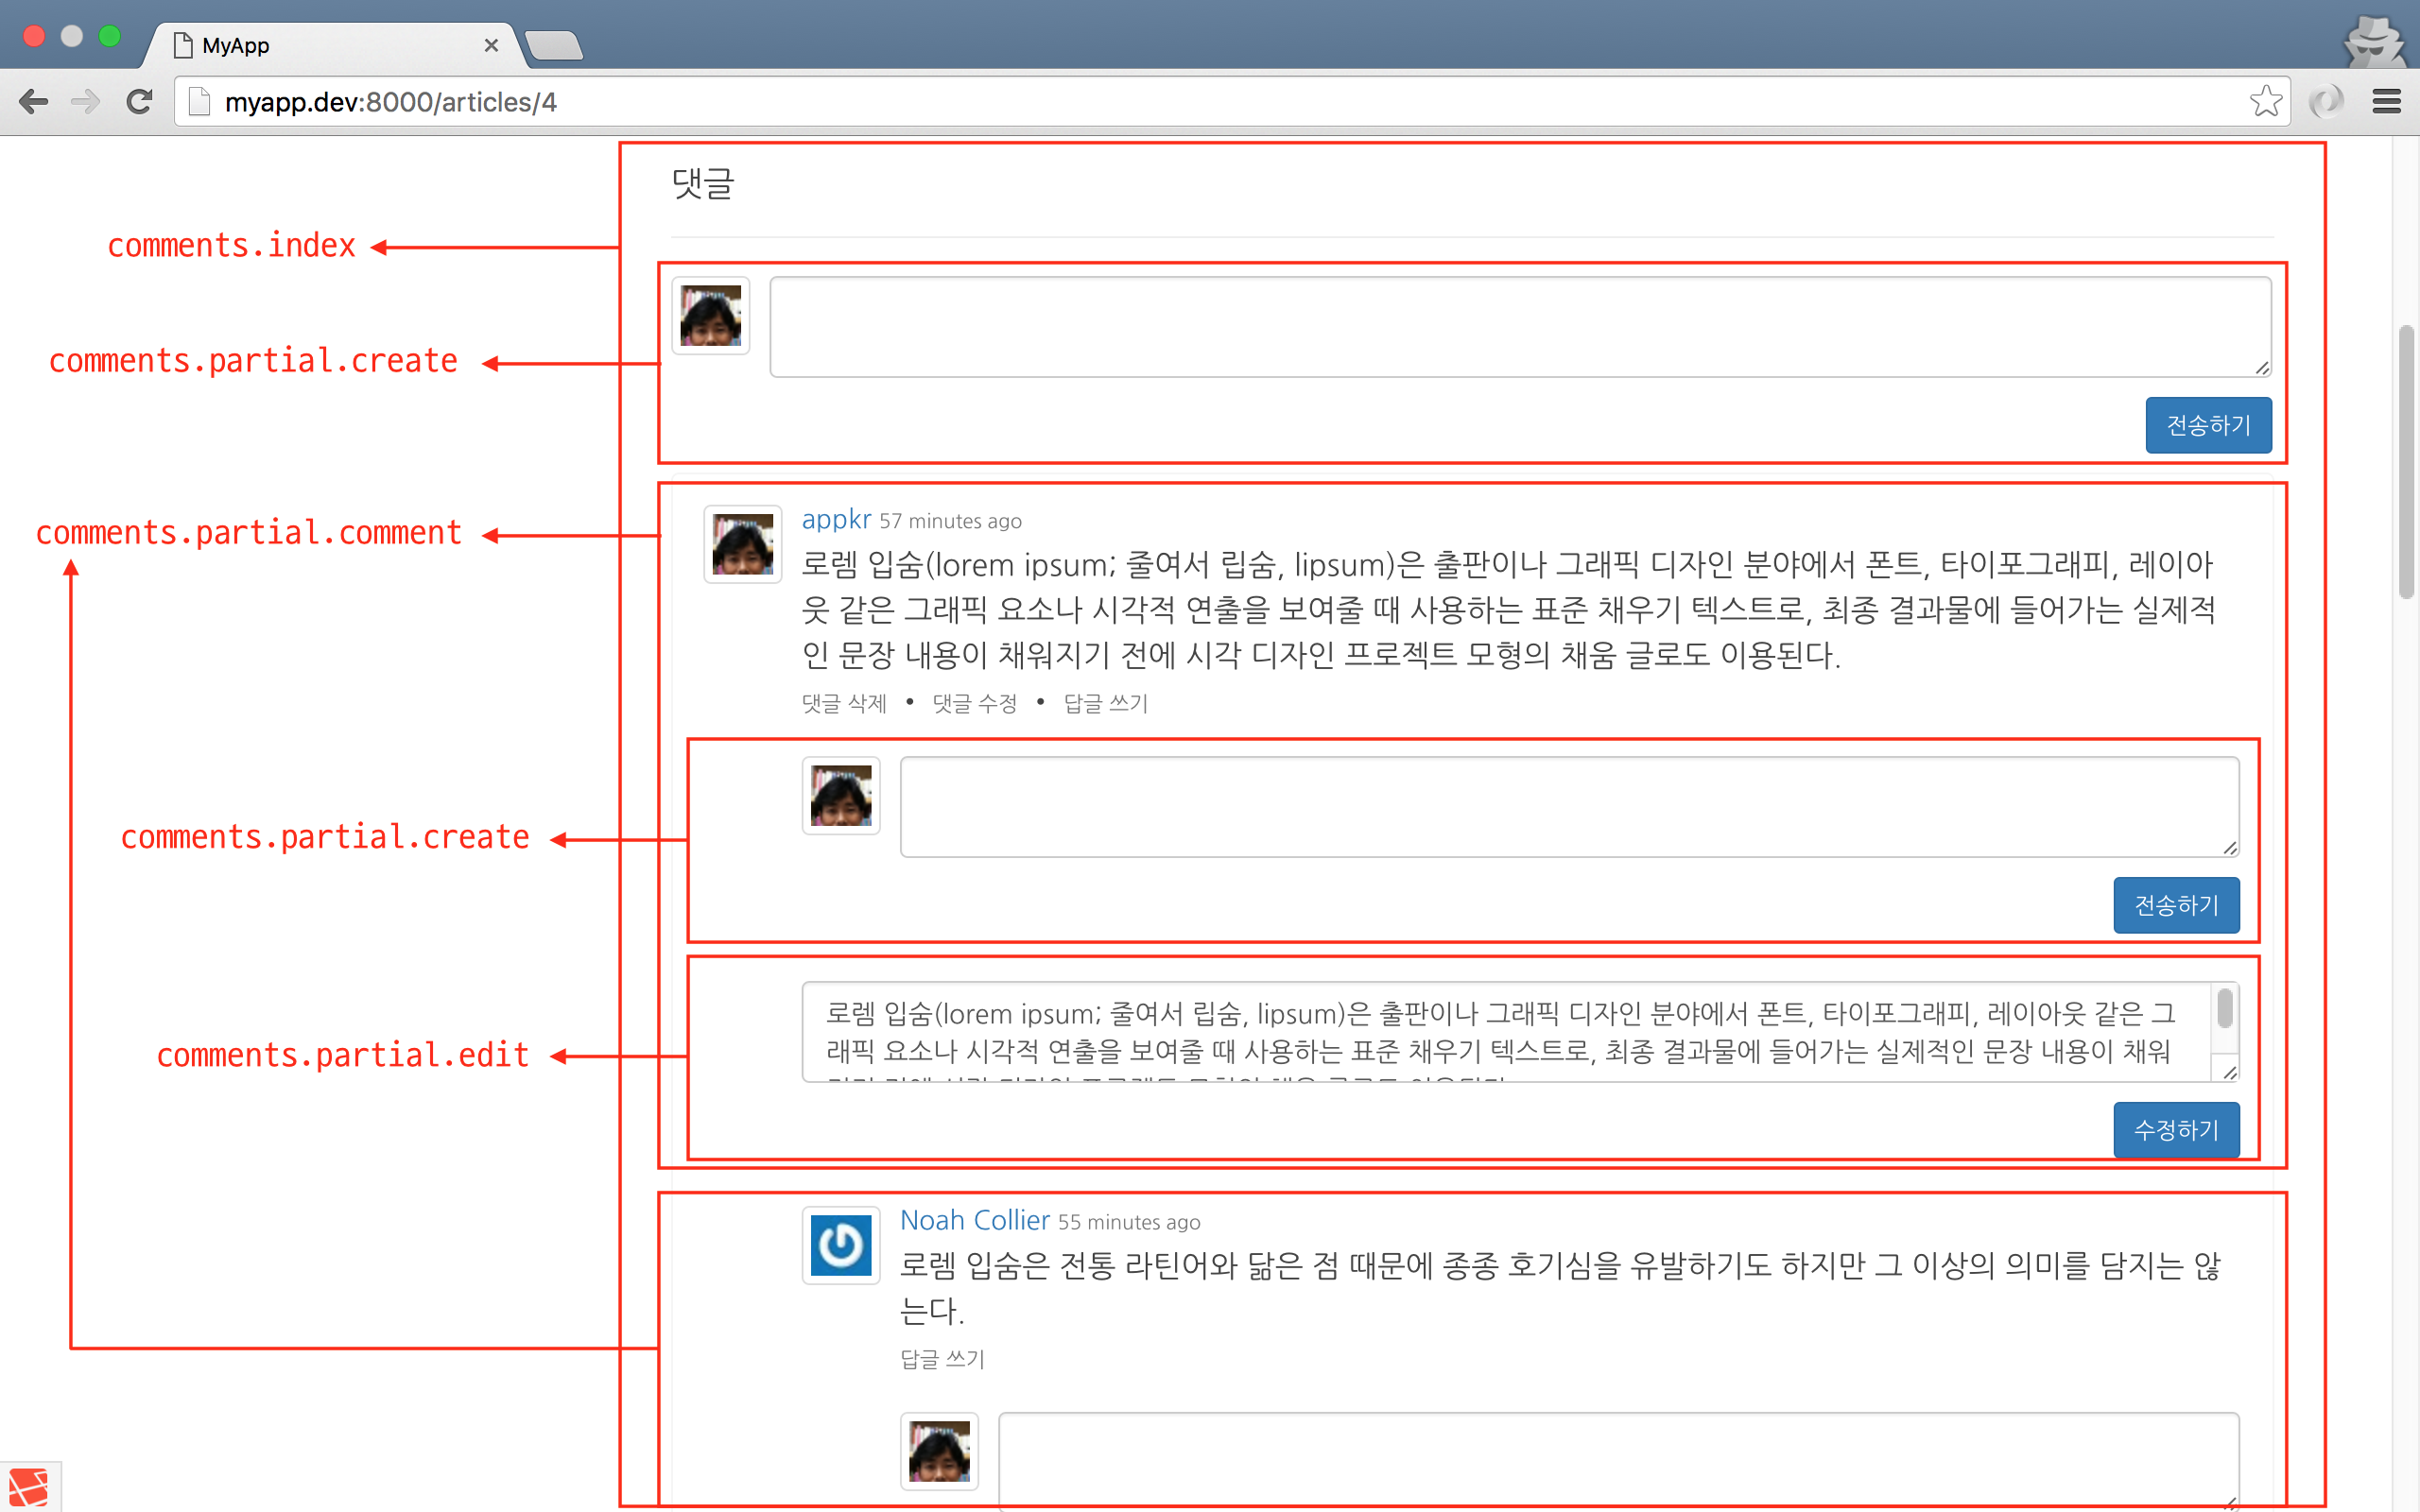 MyApp
myapp.dev:8000/articles/4
댓글
comments.index
comments.partial.create
전송하기
comments.partial.comment
appkr 57 minutes ago
로렘 입숨(lorem ipsum; 줄여서 립숨, lipsum)은 출판이나 그래픽 디자인 분야에서 폰트, 타이포그래피, 레이아
웃 같은 그래픽 요소나 시각적 연출을 보여줄 때 사용하는 표준 채우기 텍스트로, 최종 결과물에 들어가는 실제적
인 문장 내용이 채워지기 전에 시각 디자인 프로젝트 모형의 채움 글로도 이용된다.
댓글 삭제 • 댓글 수정 • 답글 쓰기
comments.partial.create
전송하기
로렘 입숨(lorem ipsum; 줄여서 립숨, lipsum)은 출판이나 그래픽 디자인 분야에서 폰트, 타이포그래피, 레이아웃 같은 그
래픽 요소나 시각적 연출을 보여줄 때 사용하는 표준 채우기 텍스트로, 최종 결과물에 들어가는 실제적인 문장 내용이 채워
comments.partial.edit
수정하기
Noah Collier 55 minutes ago
로렘 입숨은 전통 라틴어와 닮은 점 때문에 종종 호기심을 유발하기도 하지만 그 이상의 의미를 담지는 않
는다.
답글 쓰기